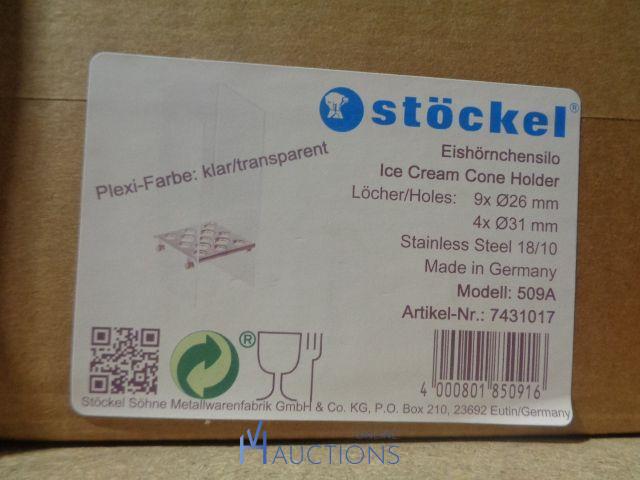 stöckel®
Eishörnchensilo
Ice Cream Cone Holder
Plexi-Farbe: klar/transparent
Löcher/Holes: 9x Ø26 mm
4x Ø31 mm
Stainless Steel 18/10
Made in Germany
Modell: 509A
Artikel-Nr.: 7431017
®
4 000801 850916
Stöckel Söhne Metallwarenfabrik GmbH & Co. KG, P.O. Box 210, 23692 Eutin/Germany
ONLINE
AUCTIONS